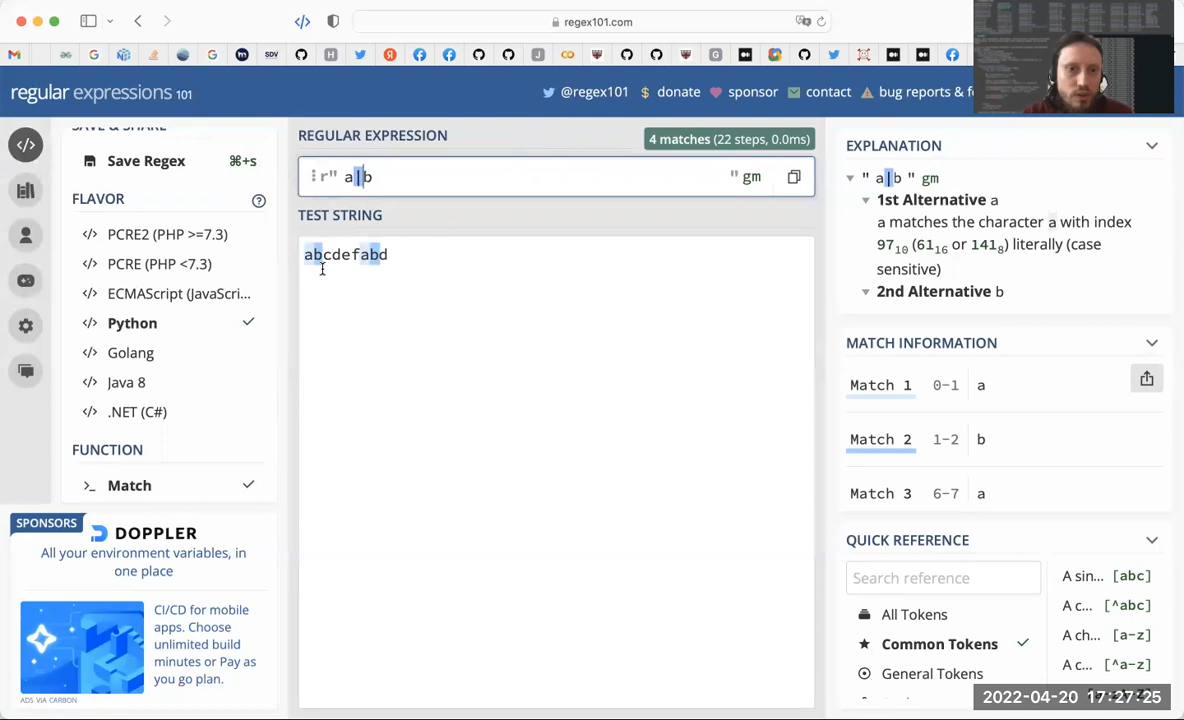 regex101.com
SDV
H
J
G
regular expressions 101
@regex101
donate
sponsor
contact
bug reports & fe
SAVE & SHARE
Save Regex
⌘+s
FLAVOR
PCRE2 (PHP >=7.3)
PCRE (PHP <7.3)
ECMAScript (JavaScri...
Python
Golang
Java 8
.NET (C#)
FUNCTION
Match
SPONSORS
DOPPLER
All your environment variables, in
one place
CI/CD for mobile
apps. Choose
unlimited build
minutes or Pay as
you go plan.
ADS VIA CARBON
REGULAR EXPRESSION
4 matches (22 steps, 0.0ms)
r" a|b " gm
TEST STRING
abcdefabd
EXPLANATION
" a|b " gm
1st Alternative a
a matches the character a with index
97₁₀ (61₁₆ or 141₈) literally (case
sensitive)
2nd Alternative b
MATCH INFORMATION
Match 1 0-1 a
Match 2 1-2 b
Match 3 6-7 a
QUICK REFERENCE
Search reference
All Tokens
Common Tokens
General Tokens
A sin... [abc]
A c... [^abc]
A ch... [a-z]
A c... [^a-z]
2022-04-20 17:27:25